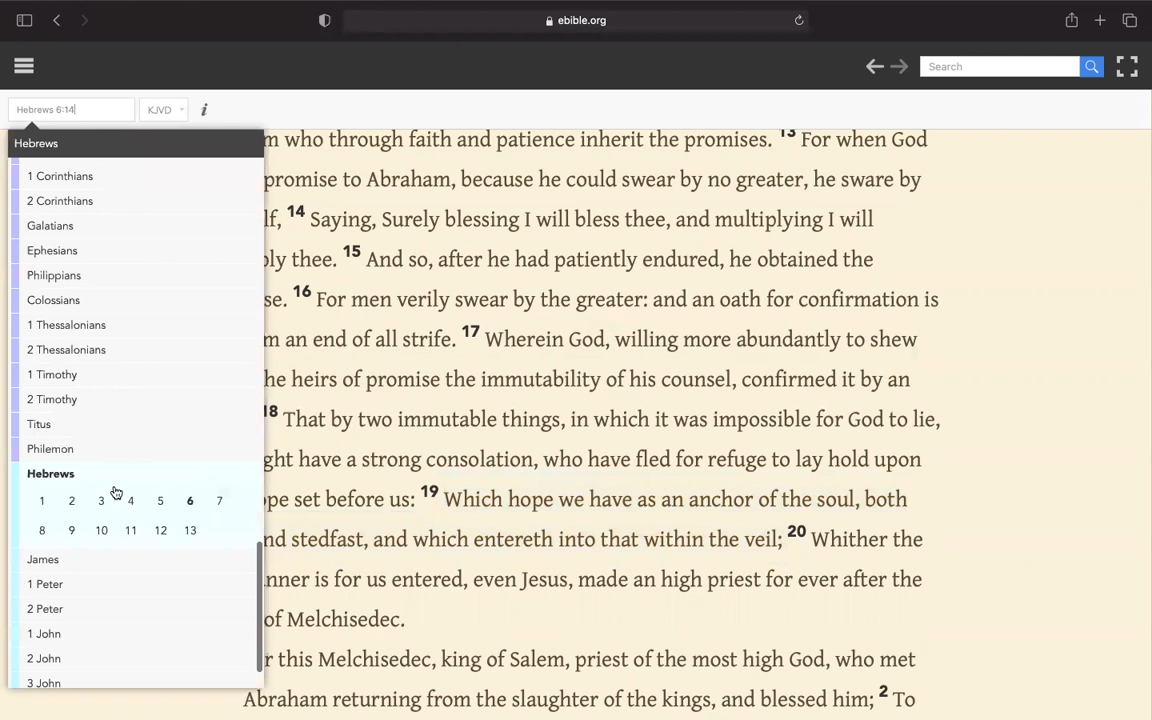 ebible.org
Search
Hebrews 6:14
KJVD
i
Hebrews
1 Corinthians
2 Corinthians
Galatians
Ephesians
Philippians
Colossians
1 Thessalonians
2 Thessalonians
1 Timothy
2 Timothy
Titus
Philemon
Hebrews
1 2 3 4 5 6 7
8 9 10 11 12 13
James
1 Peter
2 Peter
1 John
2 John
3 John
m who through faith and patience inherit the promises. 13 For when God
promise to Abraham, because he could swear by no greater, he sware by
lf, 14 Saying, Surely blessing I will bless thee, and multiplying I will
ply thee. 15 And so, after he had patiently endured, he obtained the
se. 16 For men verily swear by the greater: and an oath for confirmation is
m an end of all strife. 17 Wherein God, willing more abundantly to shew
he heirs of promise the immutability of his counsel, confirmed it by an
18 That by two immutable things, in which it was impossible for God to lie,
ght have a strong consolation, who have fled for refuge to lay hold upon
ope set before us: 19 Which hope we have as an anchor of the soul, both
nd stedfast, and which entereth into that within the veil; 20 Whither the
nner is for us entered, even Jesus, made an high priest for ever after the
of Melchisedec.
r this Melchisedec, king of Salem, priest of the most high God, who met
Abraham returning from the slaughter of the kings, and blessed him; 2 To